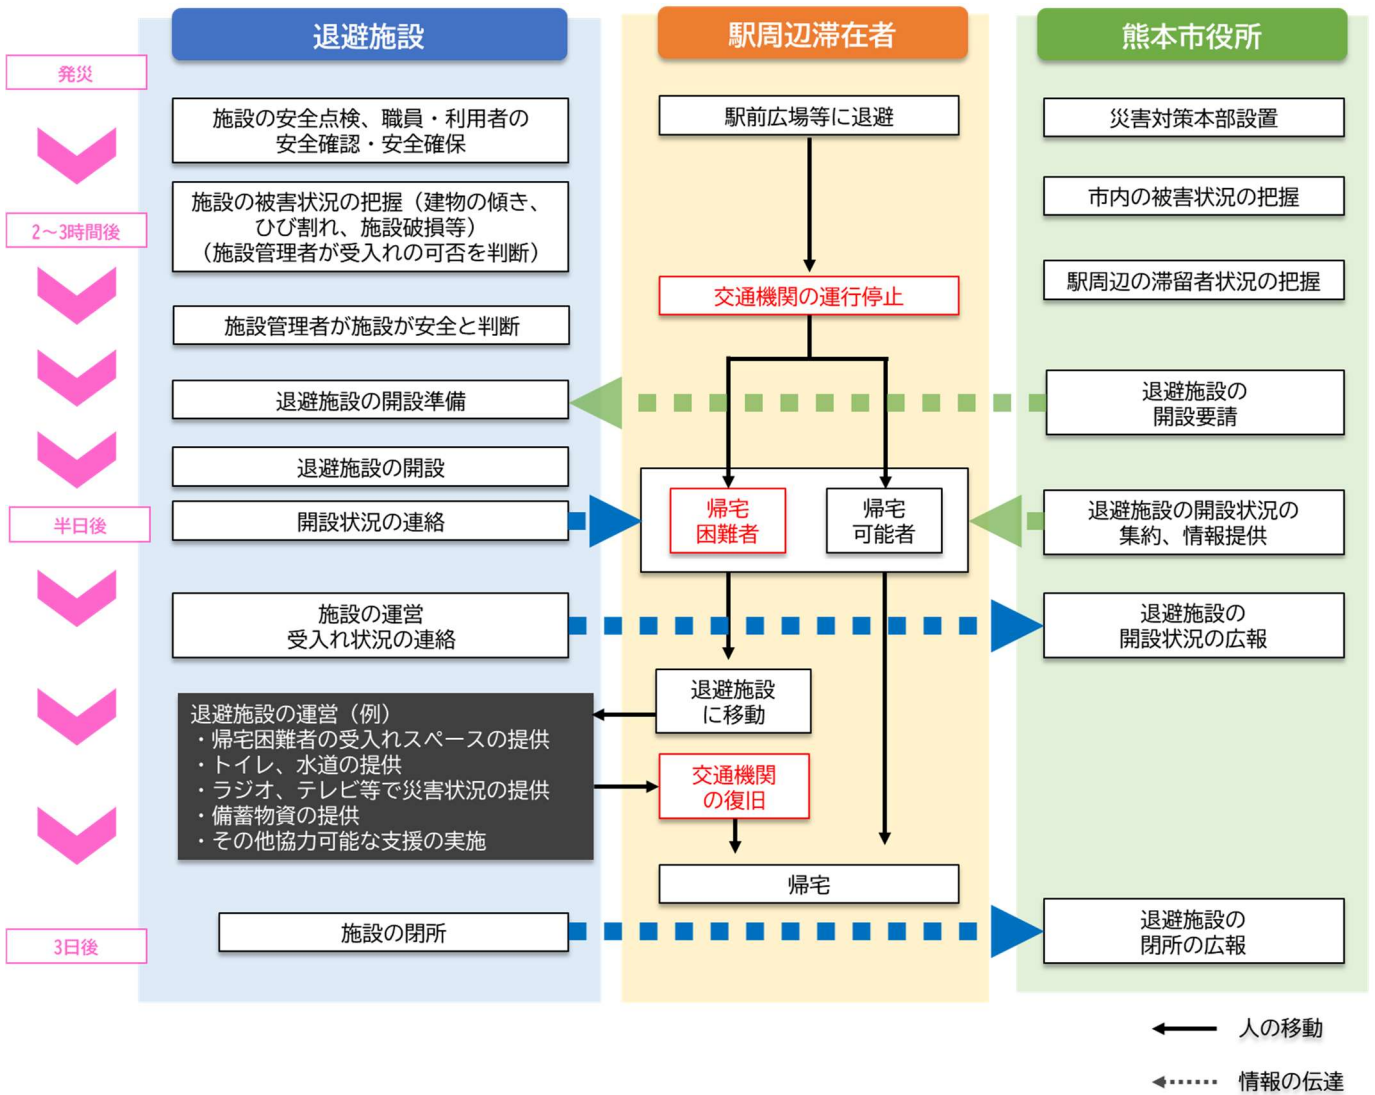 退避施設
駅周辺滞在者
熊本市役所
発災
2～3時間後
半日後
3日後
施設の安全点検、職員・利用者の
安全確認・安全確保
施設の被害状況の把握（建物の傾き、
ひび割れ、施設破損等）
（施設管理者が受入れの可否を判断）
施設管理者が施設が安全と判断
退避施設の開設準備
退避施設の開設
開設状況の連絡
施設の運営
受入れ状況の連絡
退避施設の運営（例）
・帰宅困難者の受入れスペースの提供
・トイレ、水道の提供
・ラジオ、テレビ等で災害状況の提供
・備蓄物資の提供
・その他協力可能な支援の実施
施設の閉所
駅前広場等に退避
交通機関の運行停止
帰宅
困難者
帰宅
可能者
退避施設
に移動
交通機関
の復旧
帰宅
災害対策本部設置
市内の被害状況の把握
駅周辺の滞留者状況の把握
退避施設の
開設要請
退避施設の開設状況の
集約、情報提供
退避施設の
開設状況の広報
退避施設の
閉所の広報
人の移動
情報の伝達